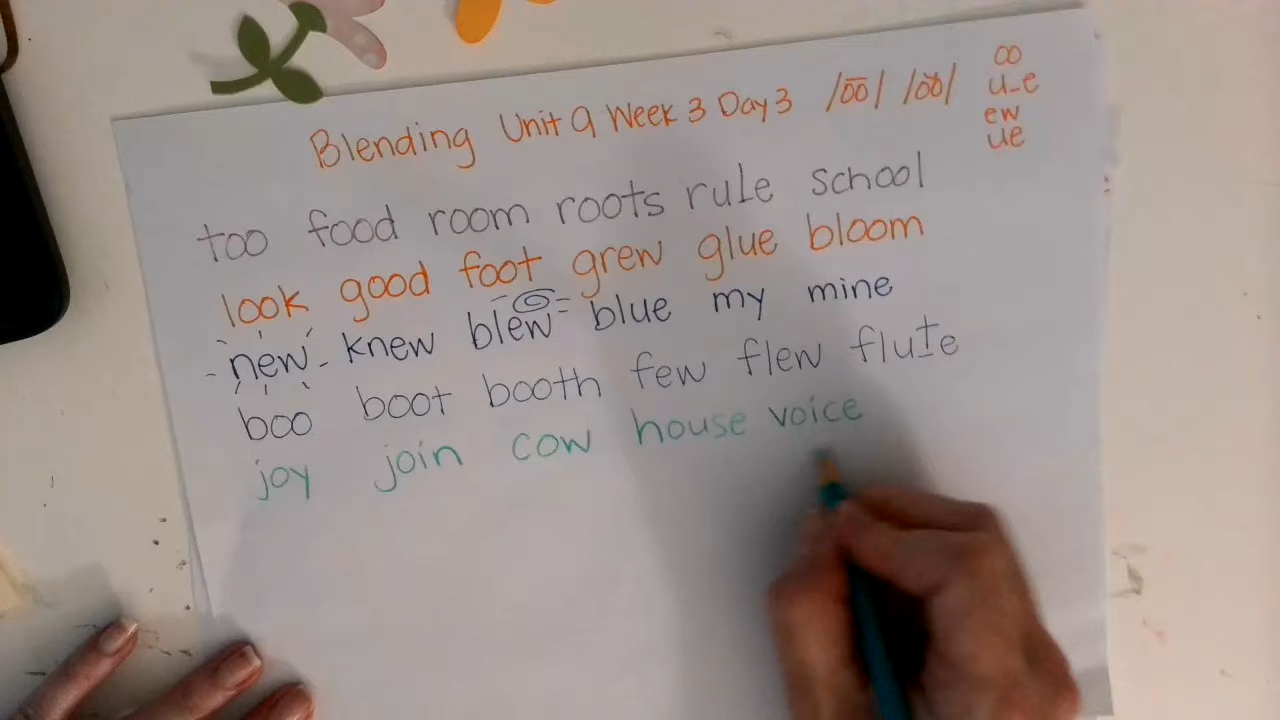 Blending Unit 9 Week 3 Day 3 /o͞o/ /o͝o/
oo
u_e
ew
ue
too food room roots rule school
look good foot grew glue bloom
new knew blew blue my mine
boo boot booth few flew flute
joy join cow house voice